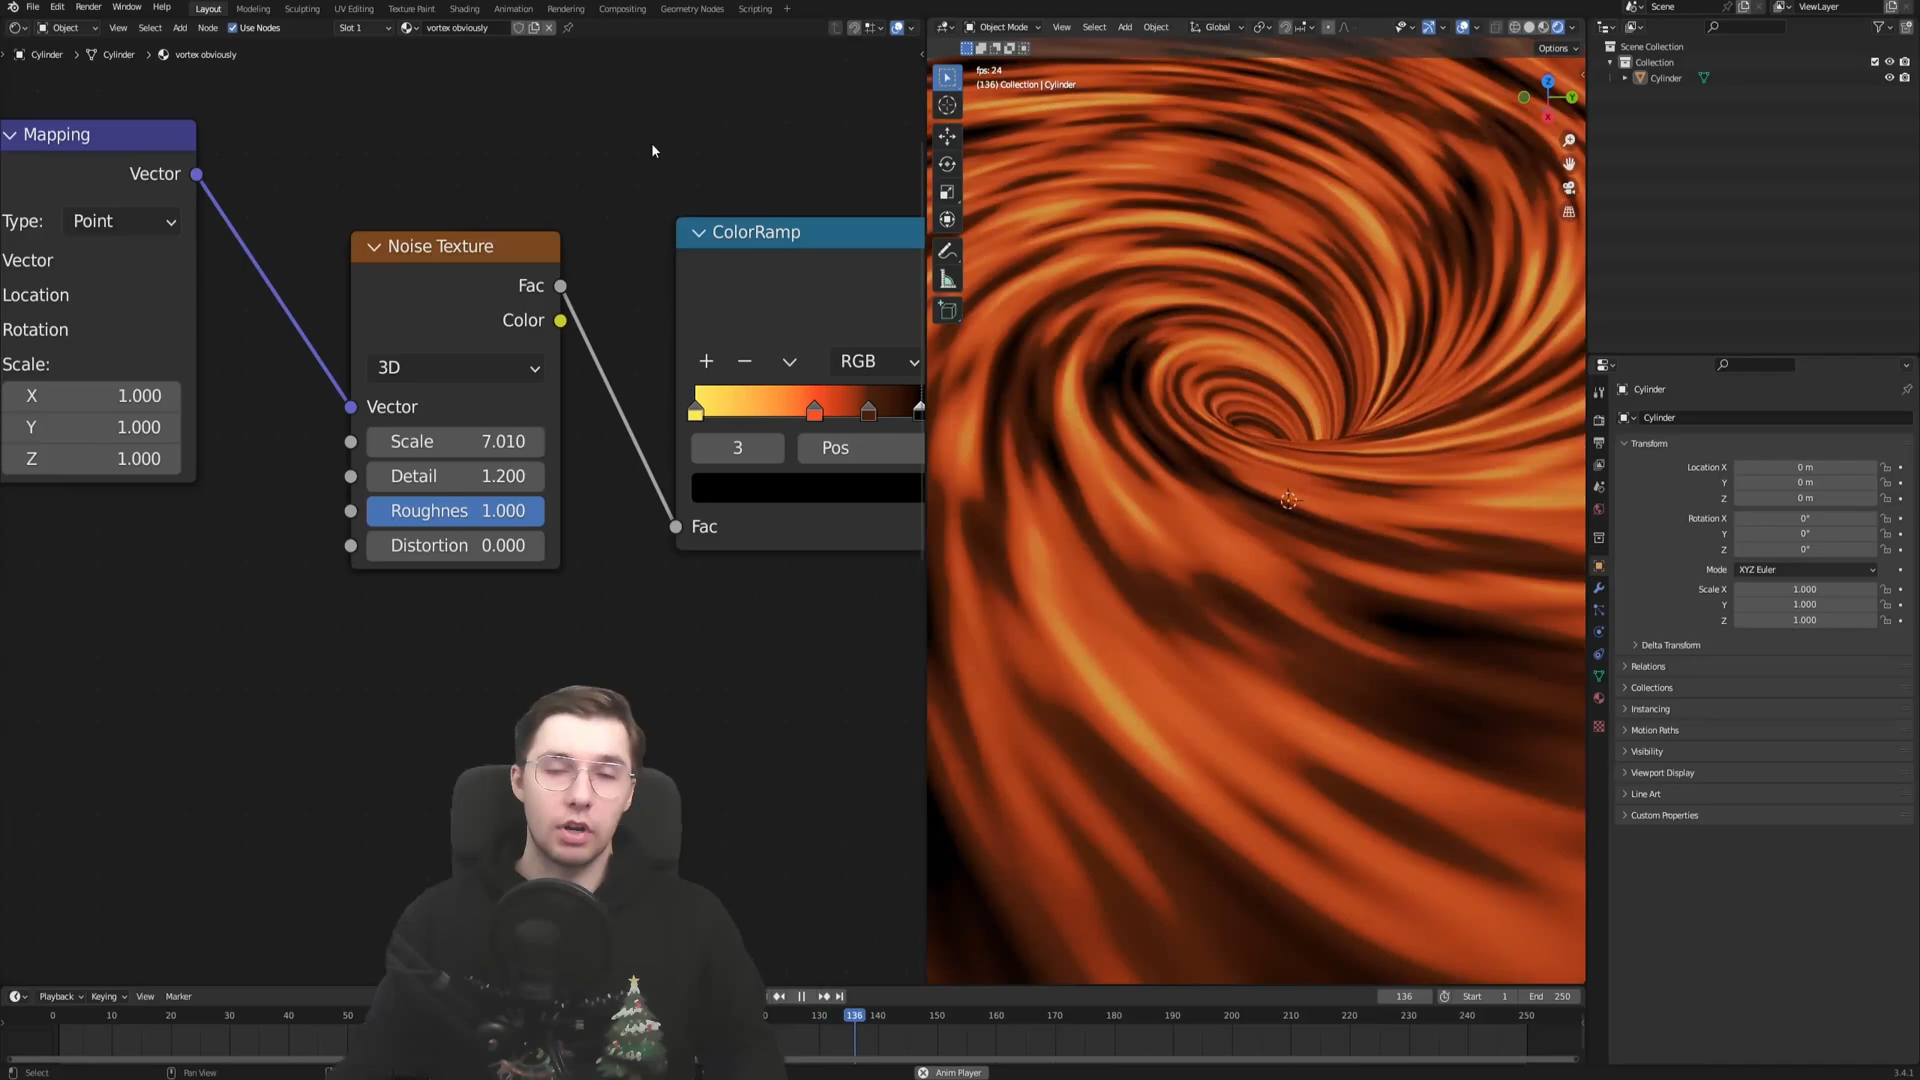 File Edit Render Window Help Layout Modeling Sculpting UV Editing Texture Paint Shading Animation Rendering Compositing Geometry Nodes Scripting +
Scene ViewLayer
Object View Select Add Node Use Nodes Slot 1 vortex obviously
Object Mode View Select Add Object Global
Options
Cylinder Cylinder vortex obviously
fps: 24
(136) Collection | Cylinder
Z
Y
X
Scene Collection
Collection
Cylinder
Mapping
Vector
Type: Point
Vector
Location
Rotation
Scale:
X 1.000
Y 1.000
Z 1.000
Noise Texture
Fac
Color
3D
Vector
Scale 7.010
Detail 1.200
Roughnes 1.000
Distortion 0.000
ColorRamp
RGB
3 Pos
Fac
Cylinder
Cylinder
Transform
Location X 0 m
Y 0 m
Z 0 m
Rotation X 0°
Y 0°
Z 0°
Mode XYZ Euler
Scale X 1.000
Y 1.000
Z 1.000
Delta Transform
Relations
Collections
Instancing
Motion Paths
Visibility
Viewport Display
Line Art
Custom Properties
Playback Keying View Marker
136 Start 1 End 250
0 10 20 30 40 50 130 136 140 150 160 170 180 190 200 210 220 230 240 250
Select Pan View Anim Player 3.4.1